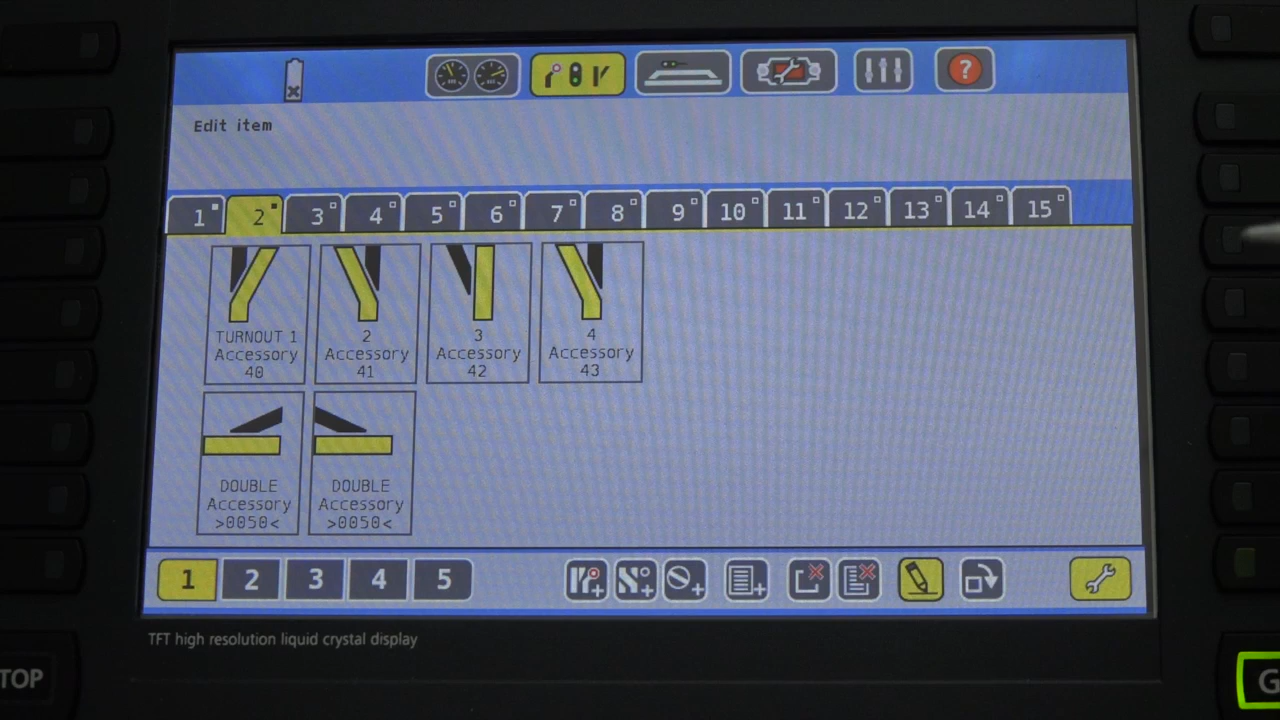 ?
Edit item
1 2 3 4 5 6 7 8 9 10 11 12 13 14 15
TURNOUT 1
Accessory
40
2
Accessory
41
3
Accessory
42
4
Accessory
43
DOUBLE
Accessory
>0050<
DOUBLE
Accessory
>0050<
1 2 3 4 5
TFT high resolution liquid crystal display
TOP
G